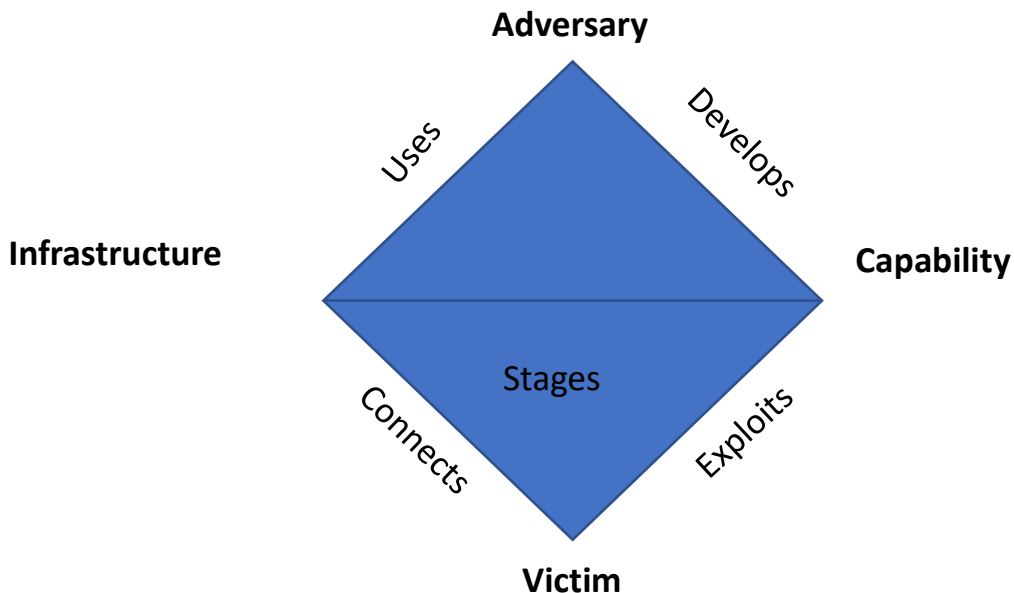 Adversary
Uses
Develops
Infrastructure
Capability
Stages
Connects
Exploits
Victim